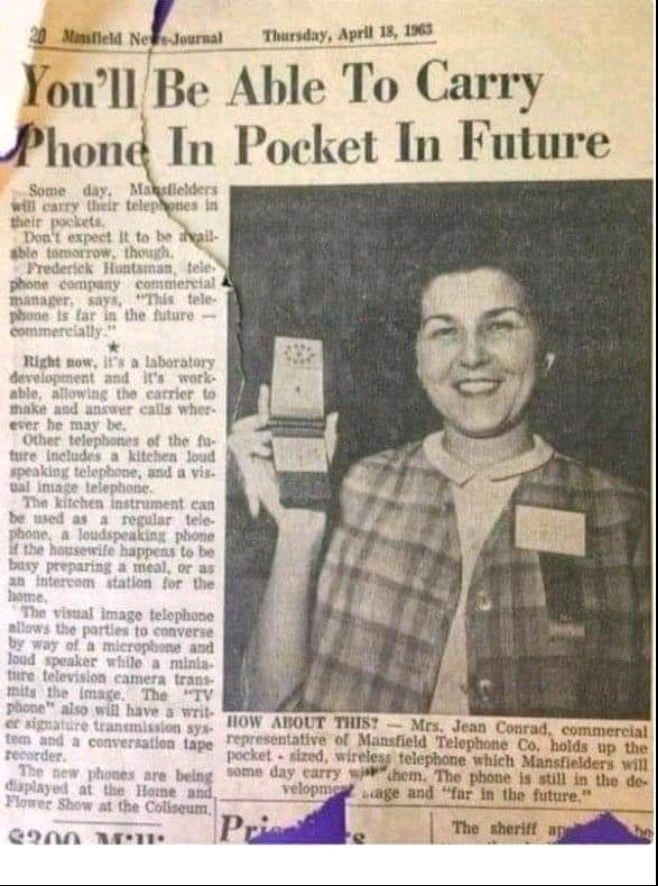 20 Mansfield News-Journal Thursday, April 18, 1963
You'll Be Able To Carry
Phone In Pocket In Future
Some day, Mansfielders
will carry their telephones in
their pockets.
Don't expect it to be avail-
able tomorrow, though.
Frederick Huntsman, tele-
phone company commercial
manager, says, "This tele-
phone is far in the future —
commercially."
★
Right now, it's a laboratory
development and it's work-
able, allowing the carrier to
make and answer calls wher-
ever he may be.
Other telephones of the fu-
ture includes a kitchen loud
speaking telephone, and a vis-
ual image telephone.
The kitchen instrument can
be used as a regular tele-
phone, a loudspeaking phone
if the housewife happens to be
busy preparing a meal, or as
an intercom station for the
home.
The visual image telephone
allows the parties to converse
by way of a microphone and
loud speaker while a minia-
ture television camera trans-
mits the image. The "TV
phone" also will have a writ-
er signature transmission sys-
tem and a conversation tape
recorder.
The new phones are being
displayed at the Home and
Flower Show at the Coliseum.
HOW ABOUT THIS? — Mrs. Jean Conrad, commercial
representative of Mansfield Telephone Co, holds up the
pocket - sized, wireless telephone which Mansfielders will
some day carry with them. The phone is still in the de-
velopment stage and "far in the future."
$200
The sheriff